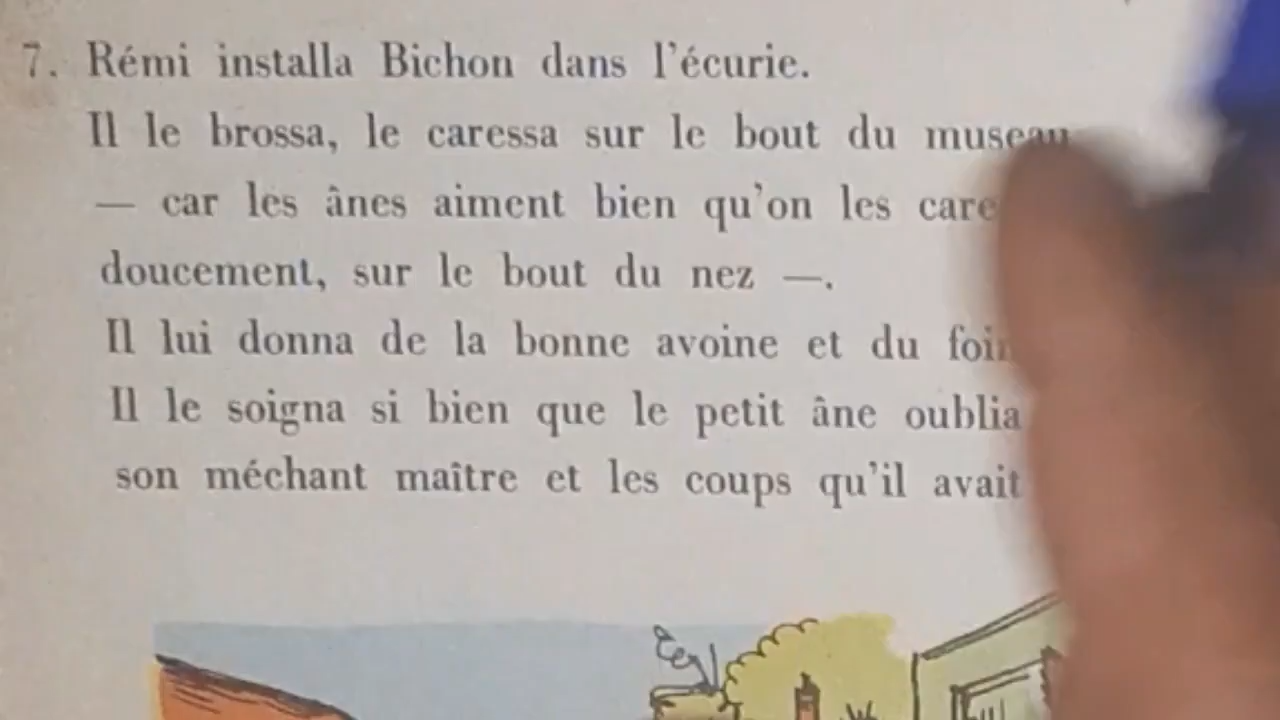 7. Rémi installa Bichon dans l'écurie.
Il le brossa, le caressa sur le bout du museau
— car les ânes aiment bien qu'on les
doucement, sur le bout du nez —.
Il lui donna de la bonne avoine et du
Il le soigna si bien que le petit âne oublia
son méchant maître et les coups qu'il avait